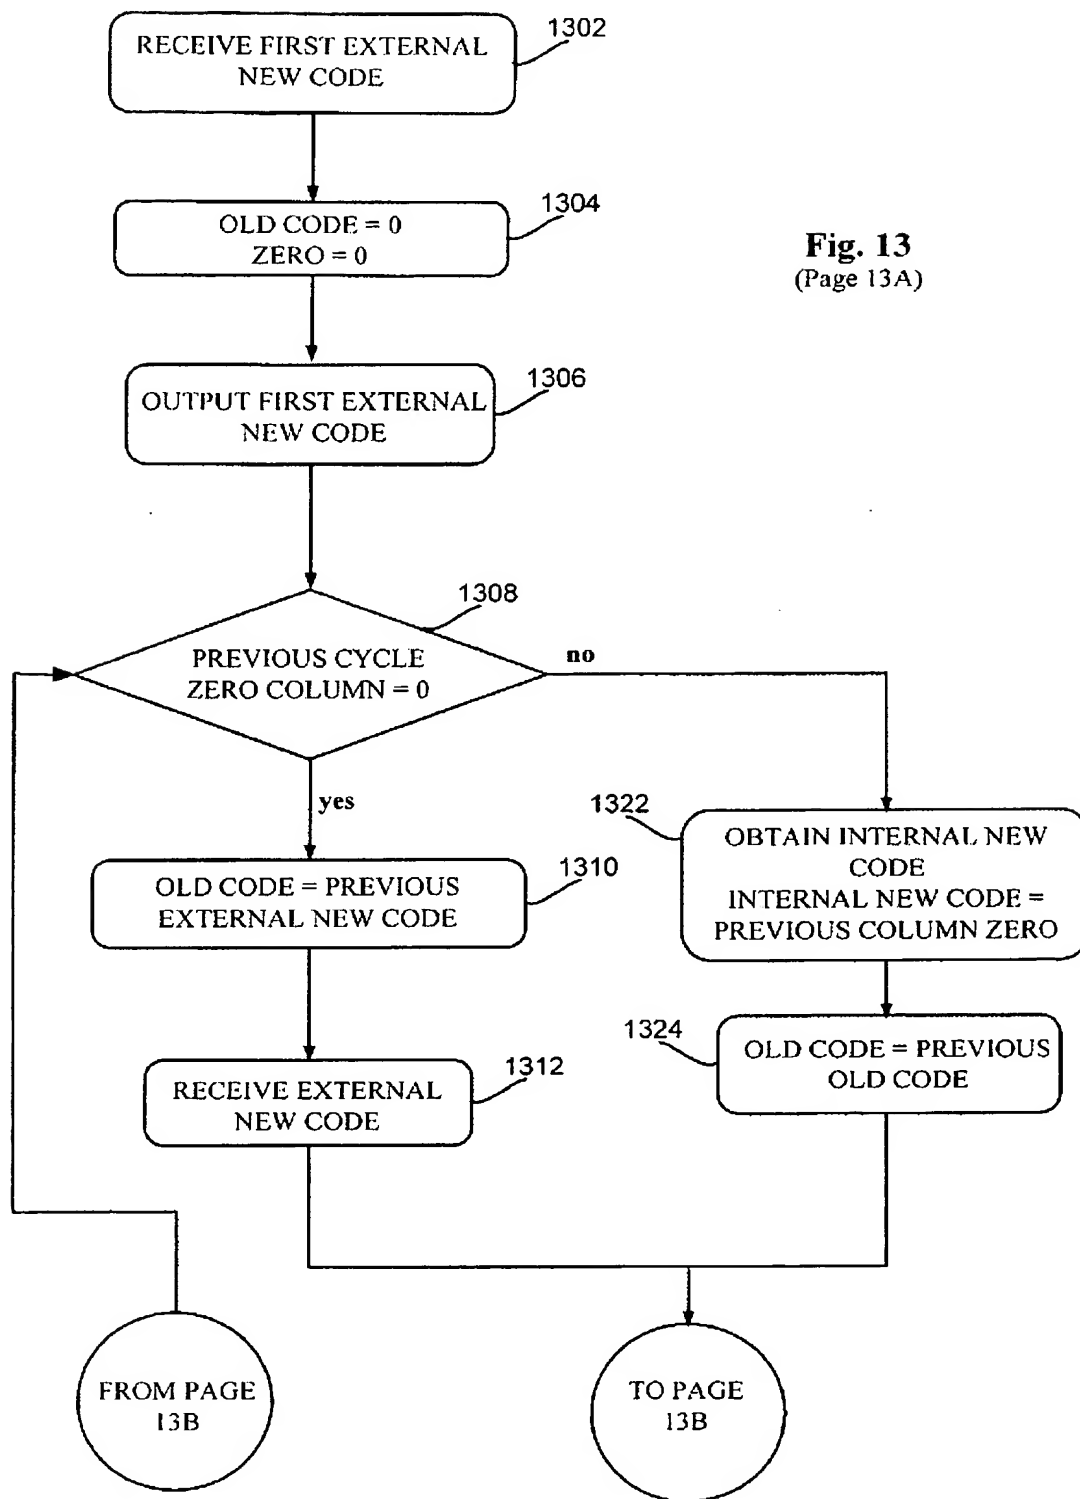 RECEIVE FIRST EXTERNAL
NEW CODE
1302
OLD CODE = 0
ZERO = 0
1304
Fig. 13
(Page 13A)
OUTPUT FIRST EXTERNAL
NEW CODE
1306
1308
PREVIOUS CYCLE
ZERO COLUMN = 0
no
yes
OLD CODE = PREVIOUS
EXTERNAL NEW CODE
1310
1322
OBTAIN INTERNAL NEW
CODE
INTERNAL NEW CODE =
PREVIOUS COLUMN ZERO
RECEIVE EXTERNAL
NEW CODE
1312
1324
OLD CODE = PREVIOUS
OLD CODE
FROM PAGE
13B
TO PAGE
13B